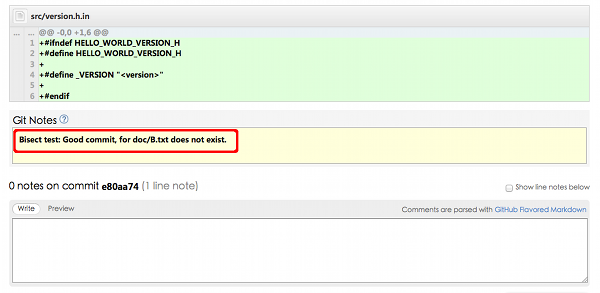 src/version.h.in
... ... @@ -0,0 +1,6 @@
1 +#ifndef HELLO_WORLD_VERSION_H
2 +#define HELLO_WORLD_VERSION_H
3 +
4 +#define _VERSION "<version>"
5 +
6 +#endif
Git Notes ?
Bisect test: Good commit, for doc/B.txt does not exist.
0 notes on commit e80aa74 (1 line note) Show line notes below
Write Preview Comments are parsed with GitHub Flavored Markdown